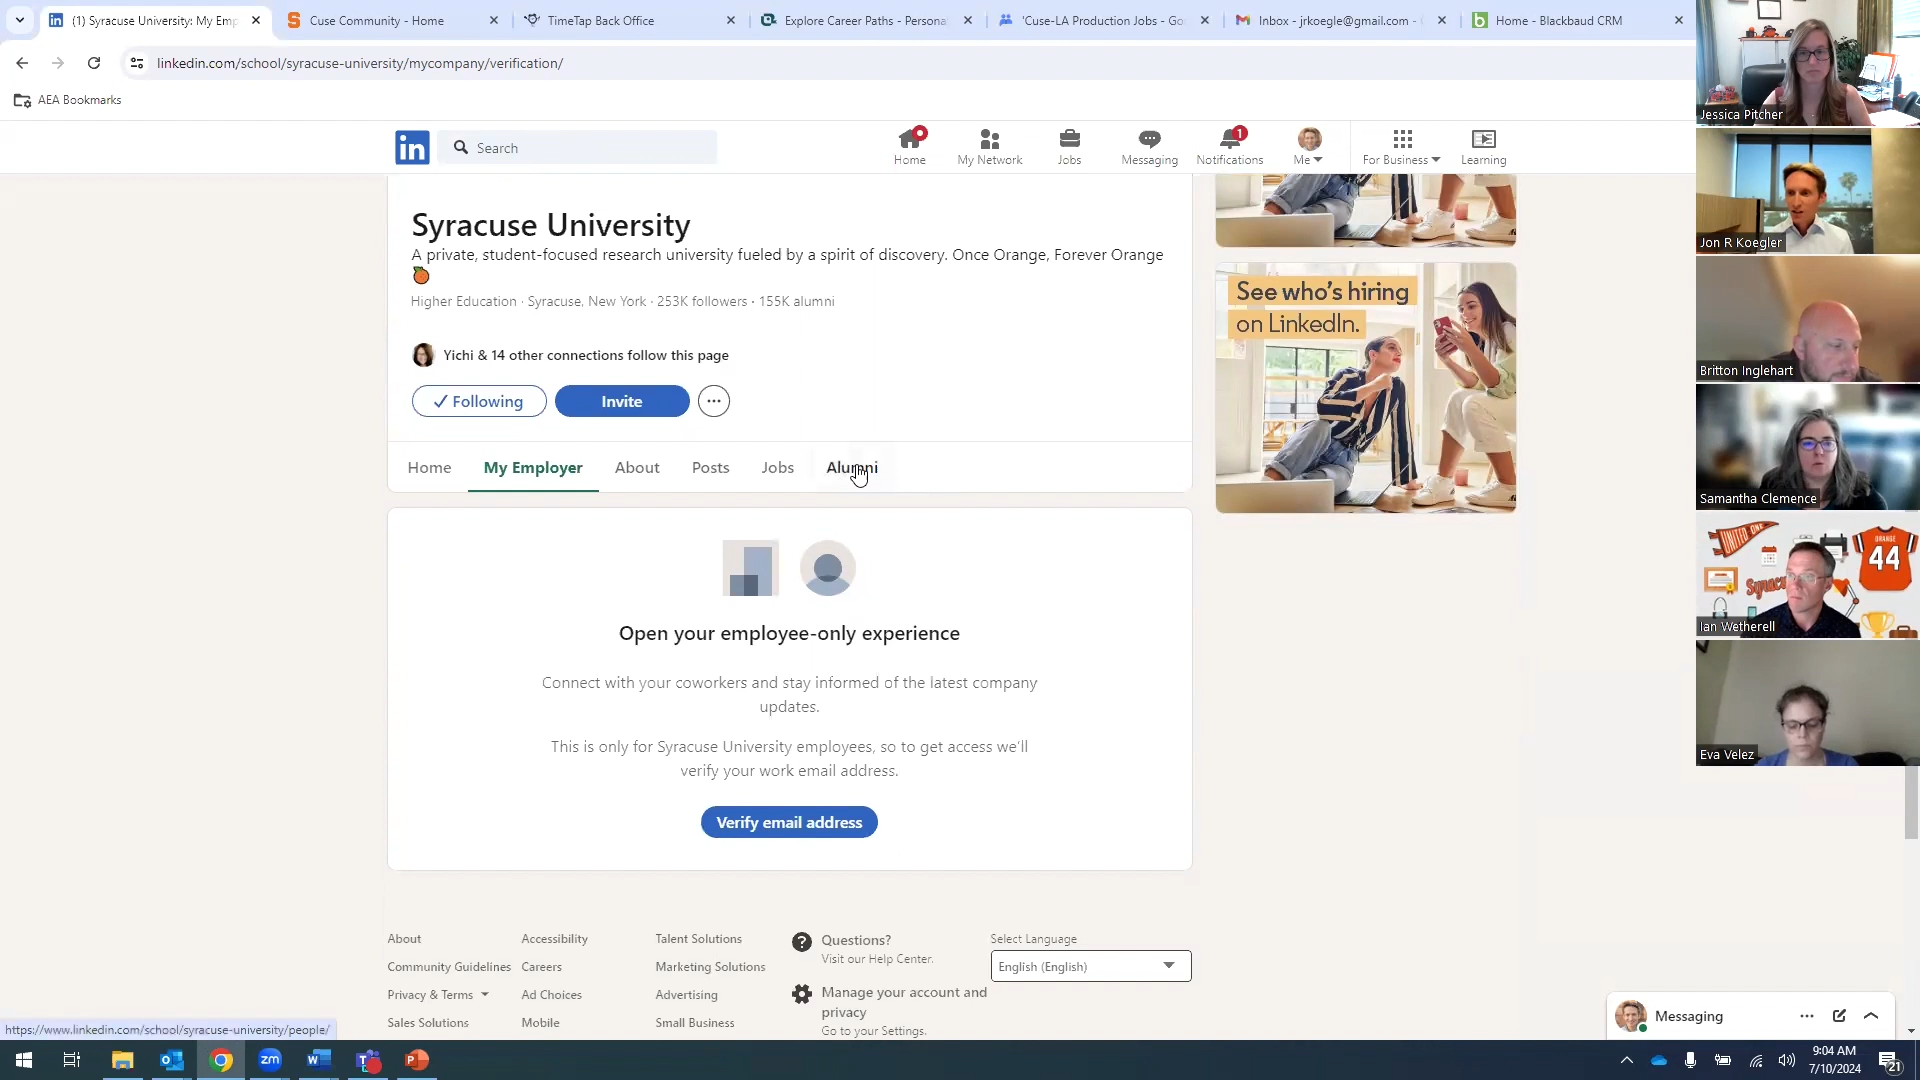 (1) Syracuse University: My Emp
Cuse Community - Home
TimeTap Back Office
Explore Career Paths - Persona
'Cuse-LA Production Jobs - Go
Inbox - jrkoegle@gmail.com -
Home - Blackbaud CRM
linkedin.com/school/syracuse-university/mycompany/verification/
AEA Bookmarks
in
Search
Home
My Network
Jobs
Messaging
1
Notifications
Me
For Business
Learning
Syracuse University
A private, student-focused research university fueled by a spirit of discovery. Once Orange, Forever Orange
Higher Education · Syracuse, New York · 253K followers · 155K alumni
Yichi & 14 other connections follow this page
Following
Invite
Home
My Employer
About
Posts
Jobs
Alumni
See who's hiring
on LinkedIn.
Open your employee-only experience
Connect with your coworkers and stay informed of the latest company
updates.
This is only for Syracuse University employees, so to get access we'll
verify your work email address.
Verify email address
About
Accessibility
Talent Solutions
Questions?
Visit our Help Center.
Select Language
English (English)
Community Guidelines
Careers
Marketing Solutions
Privacy & Terms
Ad Choices
Advertising
Manage your account and
privacy
Go to your Settings.
Sales Solutions
Mobile
Small Business
Messaging
https://www.linkedin.com/school/syracuse-university/people/
Jessica Pitcher
Jon R Koegler
Britton Inglehart
Samantha Clemence
UNITED ONE
ORANGE
44
Ian Wetherell
Eva Velez
zm
9:04 AM
7/10/2024
21